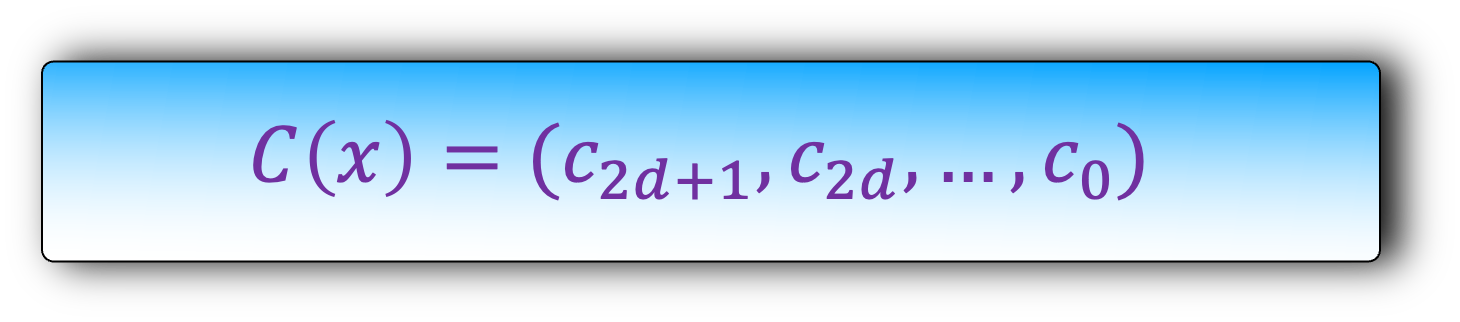 C(x) = (c_{2d+1}, c_{2d}, ..., c_0)